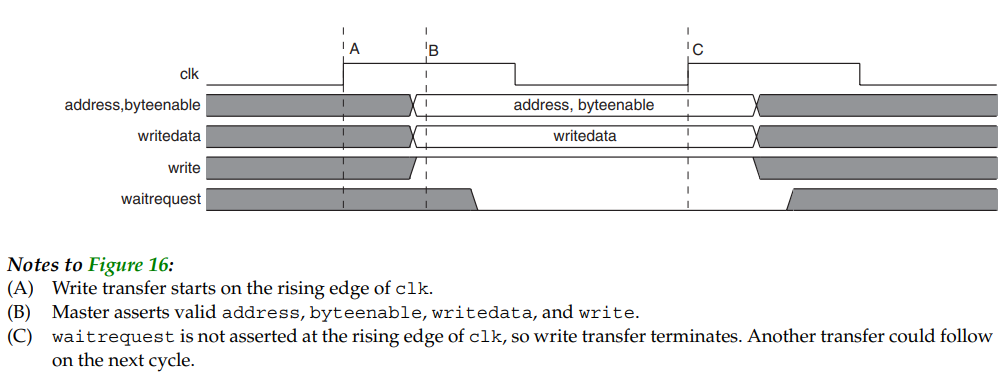 A
B
C
clk
address,byteenable
address, byteenable
writedata
writedata
write
waitrequest
Notes to Figure 16:
(A) Write transfer starts on the rising edge of clk.
(B) Master asserts valid address, byteenable, writedata, and write.
(C) waitrequest is not asserted at the rising edge of clk, so write transfer terminates. Another transfer could follow
on the next cycle.